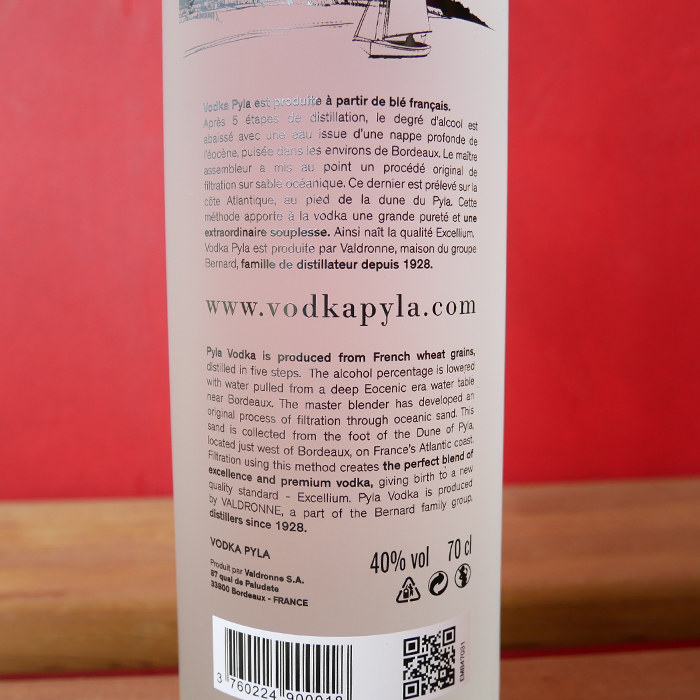 Vodka Pyla est produite à partir de blé français.
Après 5 étapes de distillation, le degré d'alcool est
abaissé avec une eau issue d'une nappe profonde de
l'éocène, puisée dans les environs de Bordeaux. Le maître
assembleur a mis au point un procédé original de
filtration sur sable océanique. Ce dernier est prélevé sur la
côte Atlantique, au pied de la dune du Pyla. Cette
méthode apporte à la vodka une grande pureté et une
extraordinaire souplesse. Ainsi naît la qualité Excellium.
Vodka Pyla est produite par Valdronne, maison du groupe
Bernard, famille de distillateur depuis 1928.
www.vodkapyla.com
Pyla Vodka is produced from French wheat grains,
distilled in five steps. The alcohol percentage is lowered
with water pulled from a deep Eocenic era water table
near Bordeaux. The master blender has developed an
original process of filtration through oceanic sand. This
sand is collected from the foot of the Dune of Pyla,
located just west of Bordeaux, on France's Atlantic coast.
Filtration using this method creates the perfect blend of
excellence and premium vodka, giving birth to a new
quality standard - Excellium. Pyla Vodka is produced
by VALDRONNE, a part of the Bernard family group,
distillers since 1928.
VODKA PYLA
40% vol 70 cl
Produit par Valdronne S.A.
87 quai de Paludate
33800 Bordeaux - FRANCE
EMB47031
3 760224 900018